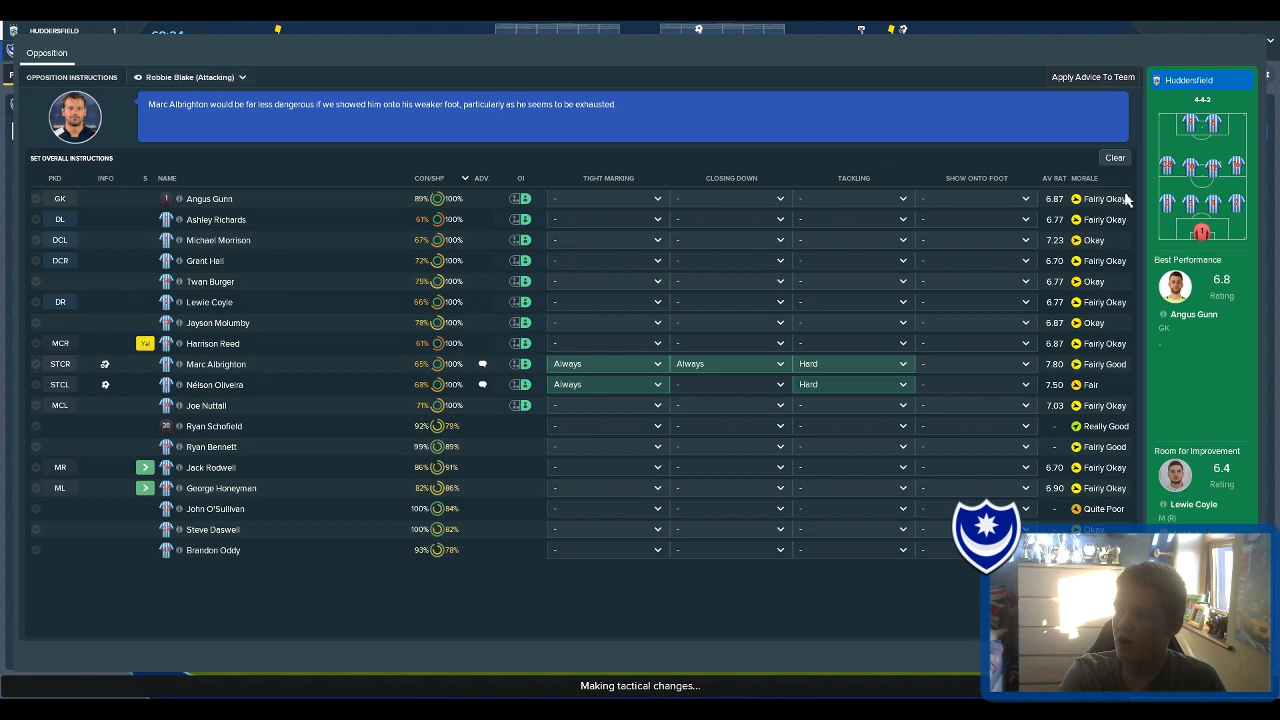 HUDDERSFIELD 1
Opposition
OPPOSITION INSTRUCTIONS Robbie Blake (Attacking) Apply Advice To Team
Marc Albrighton would be far less dangerous if we showed him onto his weaker foot, particularly as he seems to be exhausted.
SET OVERALL INSTRUCTIONS Clear
PKD INFO S NAME CON/SHP ADV. OI TIGHT MARKING CLOSING DOWN TACKLING SHOW ONTO FOOT AV RAT MORALE
GK 1 Angus Gunn 89% 100% - - - - 6.87 Fairly Okay
DL Ashley Richards 61% 100% - - - - 6.77 Fairly Okay
DCL Michael Morrison 67% 100% - - - - 7.23 Okay
DCR Grant Hall 72% 100% - - - - 6.70 Fairly Okay
Twan Burger 75% 100% - - - - 6.77 Okay
DR Lewie Coyle 66% 100% - - - - 6.77 Fairly Okay
Jayson Molumby 78% 100% - - - - 6.87 Okay
MCR Yel Harrison Reed 61% 100% - - - - 6.87 Fairly Okay
STCR Marc Albrighton 65% 100% Always Always Hard - 7.80 Fairly Good
STCL Nélson Oliveira 68% 100% Always - Hard - 7.50 Fair
MCL Joe Nuttall 71% 100% - - - - 7.03 Fairly Okay
38 Ryan Schofield 92% 79% - - - - - Really Good
Ryan Bennett 99% 89% - - - - - Fairly Good
MR Jack Rodwell 86% 91% - - - - 6.70 Fairly Okay
ML George Honeyman 82% 86% - - - - 6.90 Fairly Okay
John O'Sullivan 100% 84% - - - - - Quite Poor
Steve Daswell 100% 82% - - - - Okay
Brandon Oddy 93% 78% - - - -
Huddersfield
4-4-2
1
Best Performance
6.8
Rating
Angus Gunn
GK
-
Room for Improvement
6.4
Rating
Lewie Coyle
M (R)
Making tactical changes...